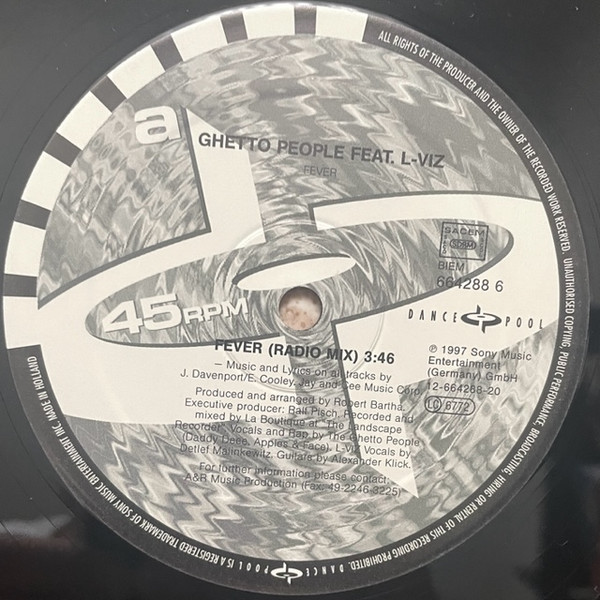 a
GHETTO PEOPLE FEAT. L-VIZ
FEVER
SACEM
SDRM
BIEM
664288 6
DANCE POOL
45RPM
FEVER (RADIO MIX) 3:46
– Music and Lyrics on all tracks by
J. Davenport/E. Cooley, Jay and Cee Music Corp.
Produced and arranged by Robert Bartha.
Executive producer: Ralf Pisch, Recorded and
mixed by La Boutique at "The Landscape
Recorder" Vocals and Rap by The Ghetto People
(Daddy Deee, Apples & Face). L-Viz Vocals by
Detlef Malinkewitz, Guitars by Alexander Klick.
For further information please contact:
A&R Music Production (Fax. 49-2246-3225)
℗ 1997 Sony Music
Entertainment
(Germany) GmbH
12-664288-20
LC 6772
ALL RIGHTS OF THE PRODUCER AND THE OWNER OF THE RECORDED WORK RESERVED. UNAUTHORISED COPYING, PUBLIC PERFORMANCE, BROADCASTING, HIRING OR RENTAL OF THIS RECORDING PROHIBITED.
DANCE POOL IS A REGISTERED TRADEMARK OF SONY MUSIC ENTERTAINMENT INC. MADE IN HOLLAND